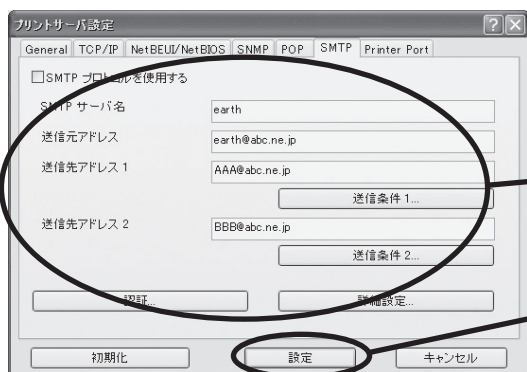 プリントサーバ設定
General TCP/IP NetBEUI/NetBIOS SNMP POP SMTP Printer Port
SMTP プロトコルを使用する
SMTP サーバ名 earth
送信元アドレス earth@abc.ne.jp
送信先アドレス 1 AAA@abc.ne.jp
送信条件 1...
送信先アドレス 2 BBB@abc.ne.jp
送信条件 2...
認証... 詳細設定...
初期化 設定 キャンセル